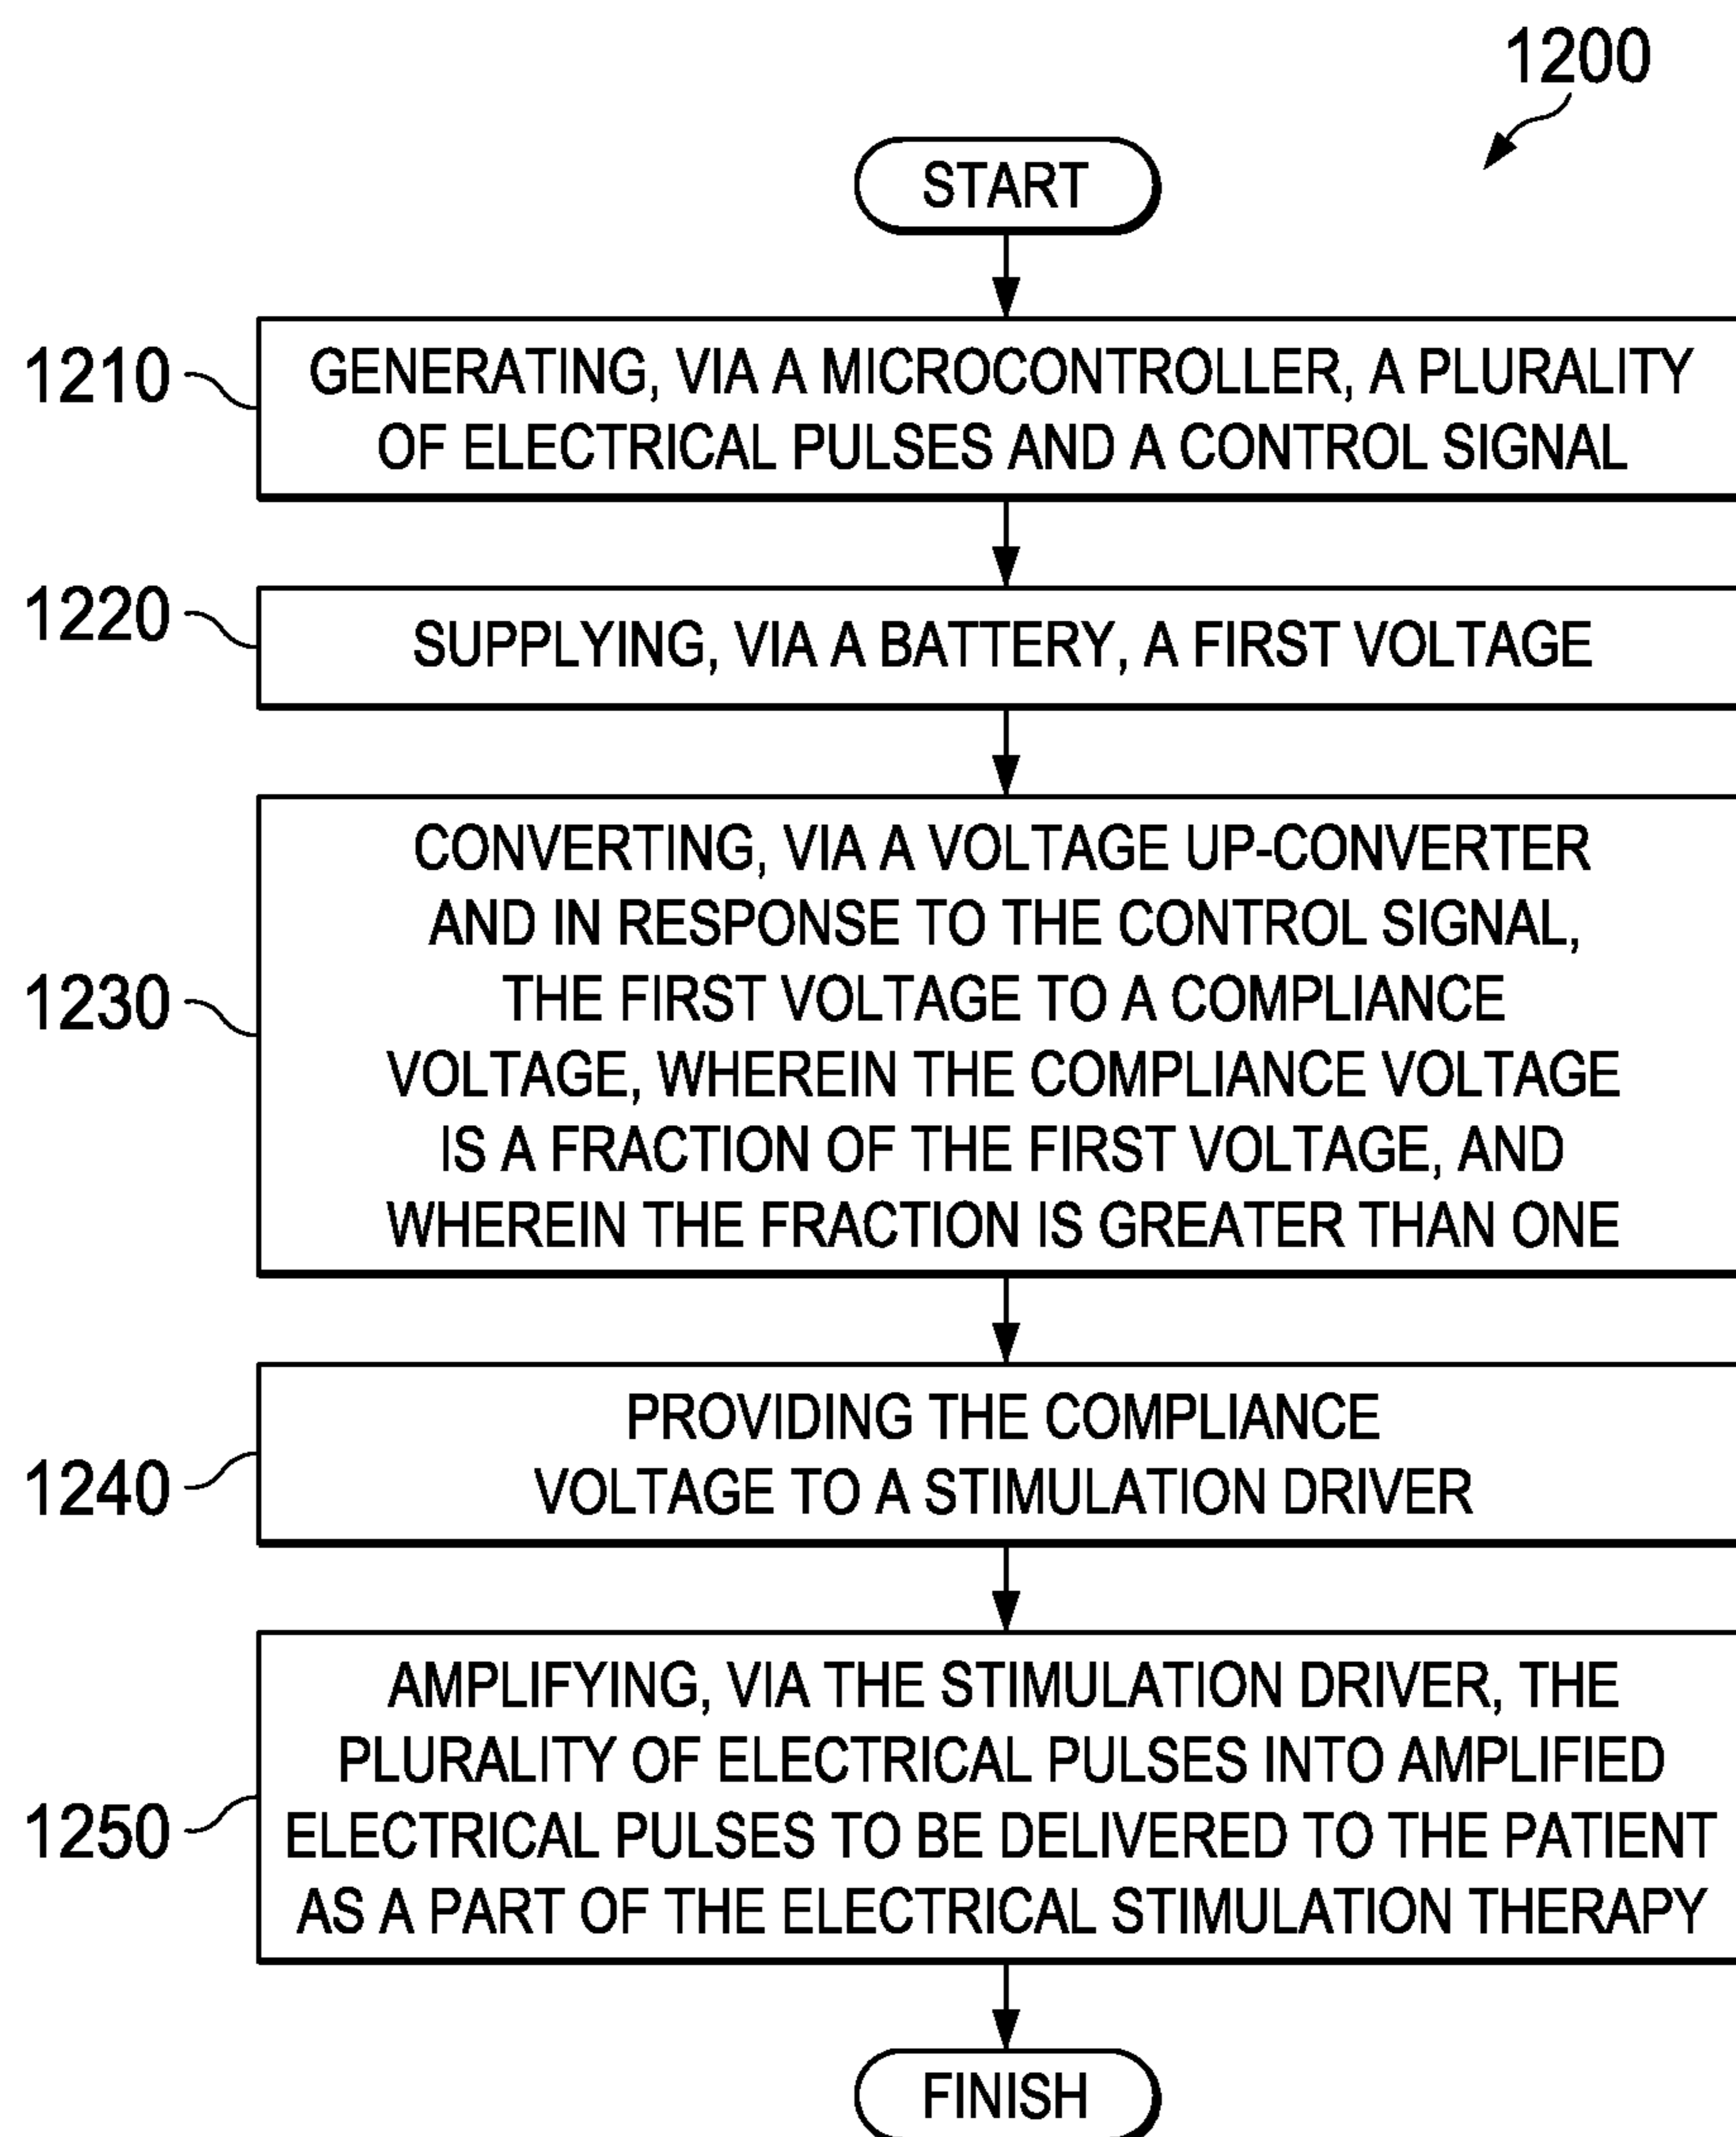 1200
START
1210
GENERATING, VIA A MICROCONTROLLER, A PLURALITY
OF ELECTRICAL PULSES AND A CONTROL SIGNAL
1220
SUPPLYING, VIA A BATTERY, A FIRST VOLTAGE
1230
CONVERTING, VIA A VOLTAGE UP-CONVERTER
AND IN RESPONSE TO THE CONTROL SIGNAL,
THE FIRST VOLTAGE TO A COMPLIANCE
VOLTAGE, WHEREIN THE COMPLIANCE VOLTAGE
IS A FRACTION OF THE FIRST VOLTAGE, AND
WHEREIN THE FRACTION IS GREATER THAN ONE
1240
PROVIDING THE COMPLIANCE
VOLTAGE TO A STIMULATION DRIVER
1250
AMPLIFYING, VIA THE STIMULATION DRIVER, THE
PLURALITY OF ELECTRICAL PULSES INTO AMPLIFIED
ELECTRICAL PULSES TO BE DELIVERED TO THE PATIENT
AS A PART OF THE ELECTRICAL STIMULATION THERAPY
FINISH